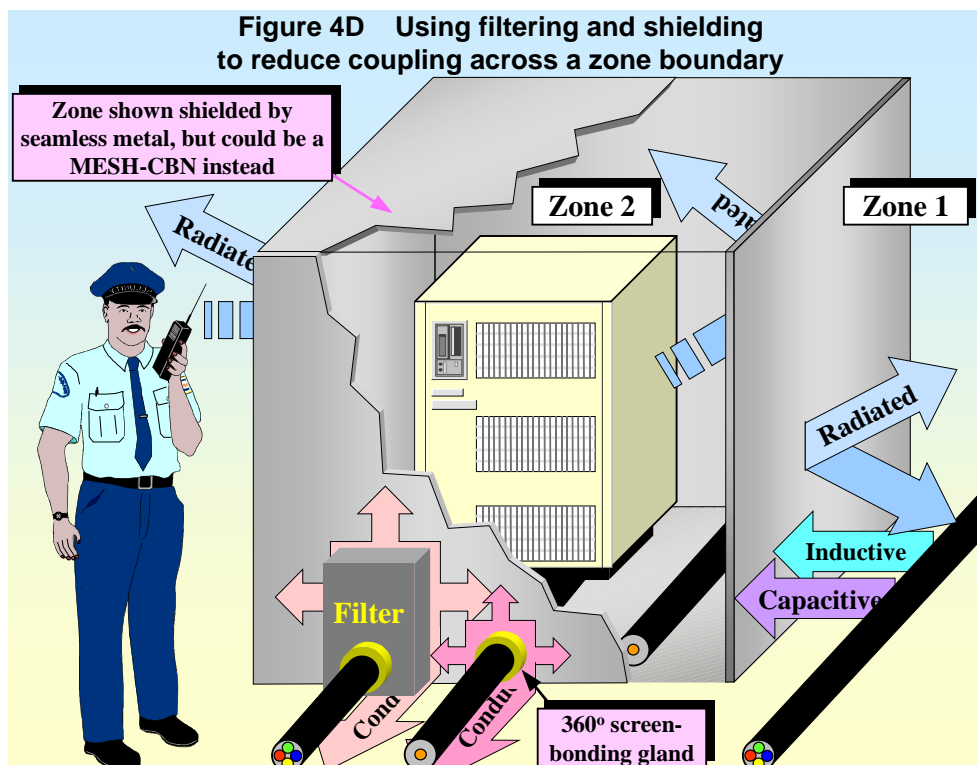 Figure 4D Using filtering and shielding
to reduce coupling across a zone boundary
Zone shown shielded by
seamless metal, but could be a
MESH-CBN instead
Zone 2
Zone 1
Radiate
ated
Radiated
Inductive
Capacitive
Filter
Cond
Conduc
360º screen-
bonding gland